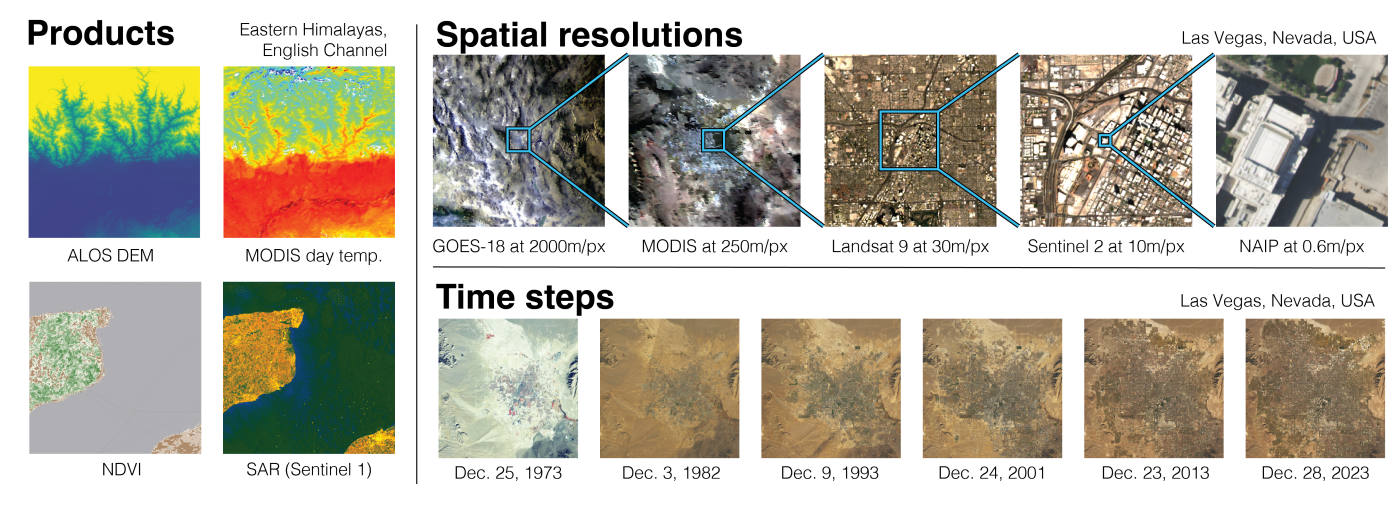 Products
Eastern Himalayas,
English Channel
ALOS DEM
MODIS day temp.
NDVI
SAR (Sentinel 1)
Spatial resolutions
Las Vegas, Nevada, USA
GOES-18 at 2000m/px
MODIS at 250m/px
Landsat 9 at 30m/px
Sentinel 2 at 10m/px
NAIP at 0.6m/px
Time steps
Las Vegas, Nevada, USA
Dec. 25, 1973
Dec. 3, 1982
Dec. 9, 1993
Dec. 24, 2001
Dec. 23, 2013
Dec. 28, 2023